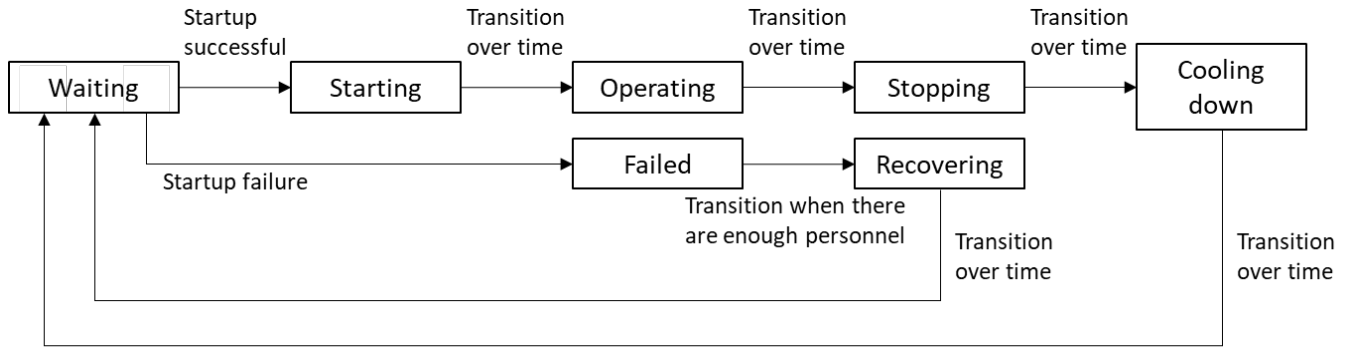 Startup
successful
Transition
over time
Transition
over time
Transition
over time
Waiting
Starting
Operating
Stopping
Cooling
down
Failed
Recovering
Startup failure
Transition when there
are enough personnel
Transition
over time
Transition
over time